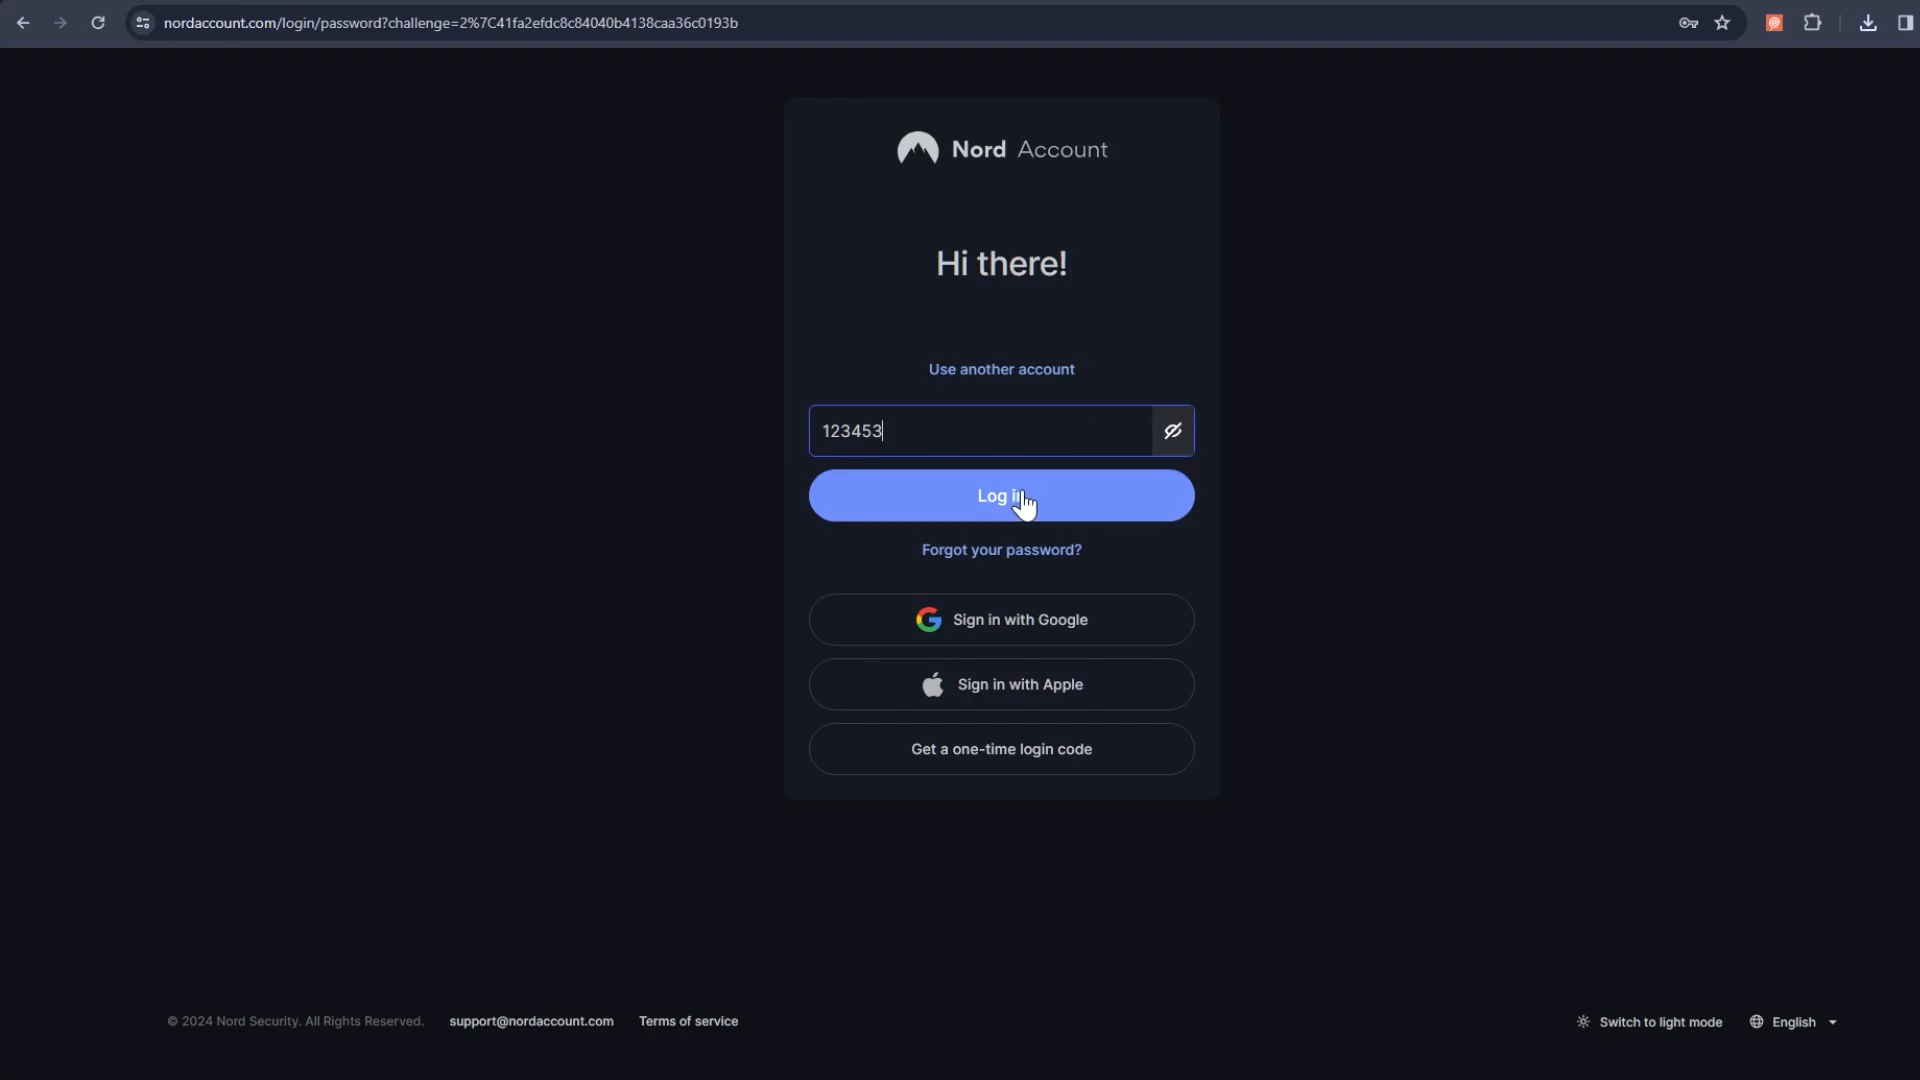 nordaccount.com/login/password?challenge=2%7C41fa2efdc8c84040b4138caa36c0193b
Nord Account
Hi there!
Use another account
123453
Log in
Forgot your password?
Sign in with Google
Sign in with Apple
Get a one-time login code
© 2024 Nord Security. All Rights Reserved. support@nordaccount.com Terms of service Switch to light mode English